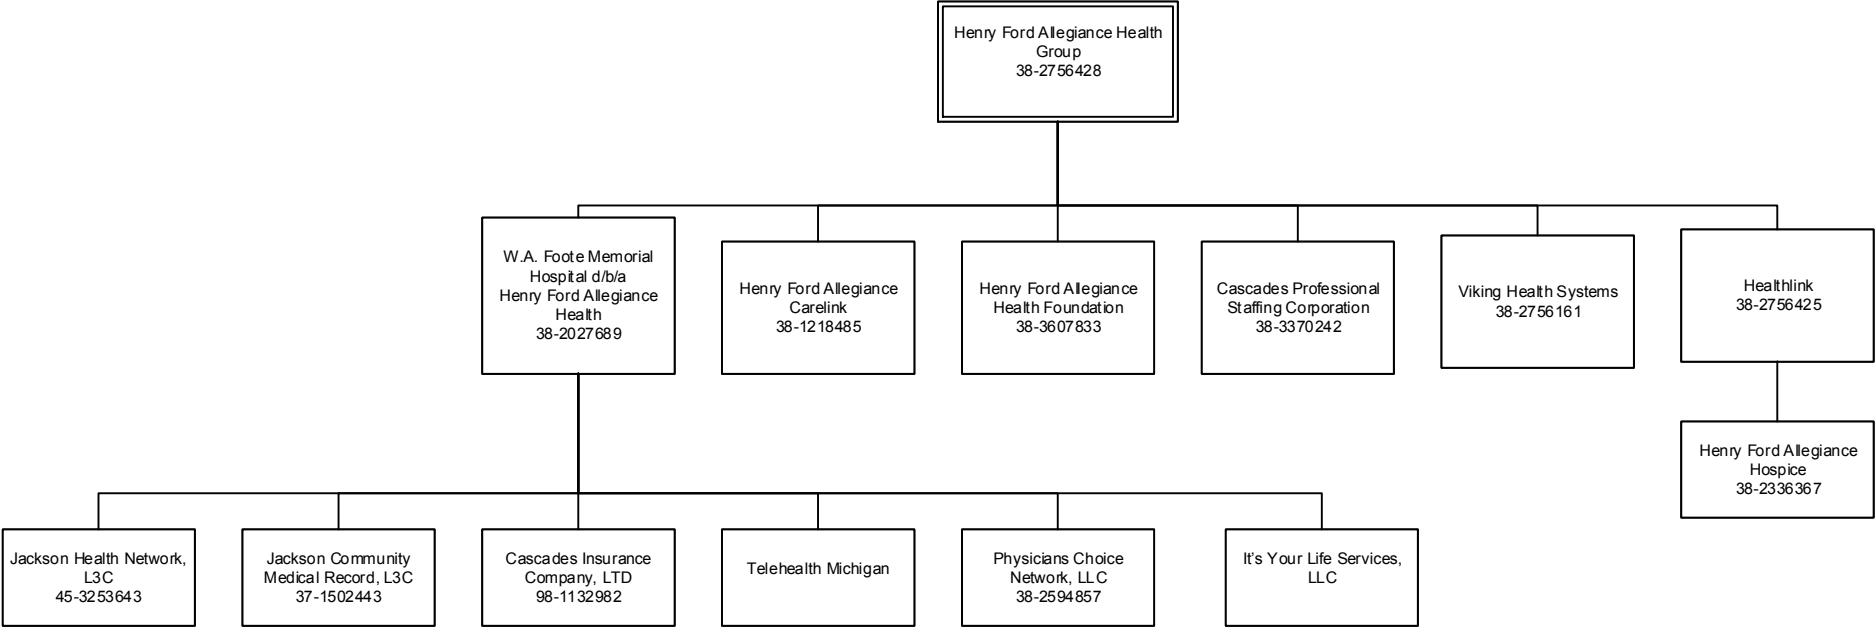 Henry Ford Allegiance Health
Group
38-2756428
W.A. Foote Memorial
Hospital d/b/a
Henry Ford Allegiance
Health
38-2027689
Henry Ford Allegiance
Carelink
38-1218485
Henry Ford Allegiance
Health Foundation
38-3607833
Cascades Professional
Staffing Corporation
38-3370242
Viking Health Systems
38-2756161
Healthlink
38-2756425
Henry Ford Allegiance
Hospice
38-2336367
Jackson Health Network,
L3C
45-3253643
Jackson Community
Medical Record, L3C
37-1502443
Cascades Insurance
Company, LTD
98-1132982
Telehealth Michigan
Physicians Choice
Network, LLC
38-2594857
It’s Your Life Services,
LLC